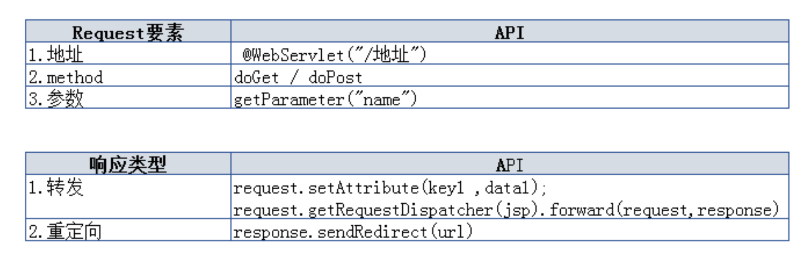 Request要素 API
1.地址 @WebServlet("/地址")
2.method doGet / doPost
3.参数 getParameter("name")
响应类型 API
1.转发 request.setAttribute(key1 ,data1);
request.getRequestDispatcher(jsp).forward(request,response)
2.重定向 response.sendRedirect(url)